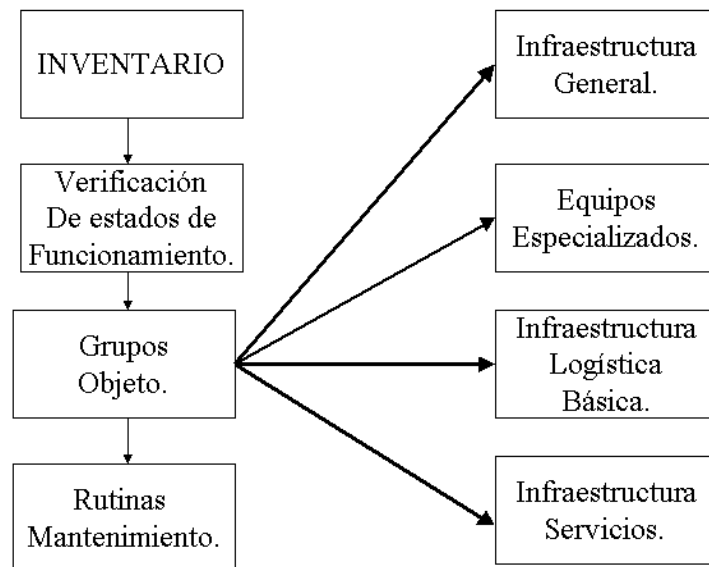 INVENTARIO
Verificación
De estados de
Funcionamiento.
Grupos
Objeto.
Rutinas
Mantenimiento.
Infraestructura
General.
Equipos
Especializados.
Infraestructura
Logística
Básica.
Infraestructura
Servicios.